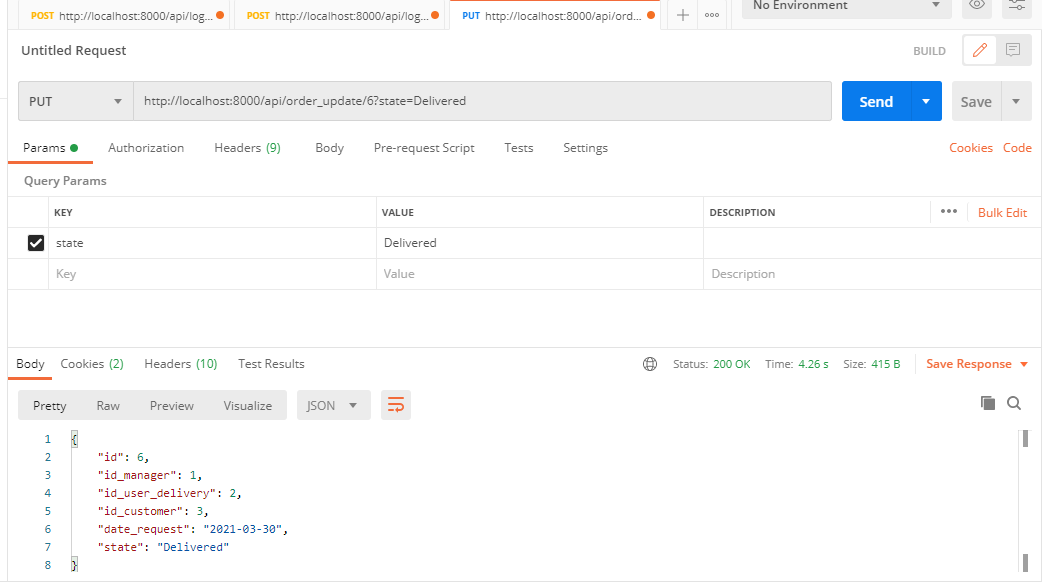 POST http://localhost:8000/api/log... POST http://localhost:8000/api/log... PUT http://localhost:8000/api/ord... + No Environment
Untitled Request BUILD
PUT http://localhost:8000/api/order_update/6?state=Delivered Send Save
Params Authorization Headers (9) Body Pre-request Script Tests Settings Cookies Code
Query Params
KEY VALUE DESCRIPTION ••• Bulk Edit
state Delivered
Key Value Description
Body Cookies (2) Headers (10) Test Results Status: 200 OK Time: 4.26 s Size: 415 B Save Response
Pretty Raw Preview Visualize JSON
1 {
2 "id": 6,
3 "id_manager": 1,
4 "id_user_delivery": 2,
5 "id_customer": 3,
6 "date_request": "2021-03-30",
7 "state": "Delivered"
8 }